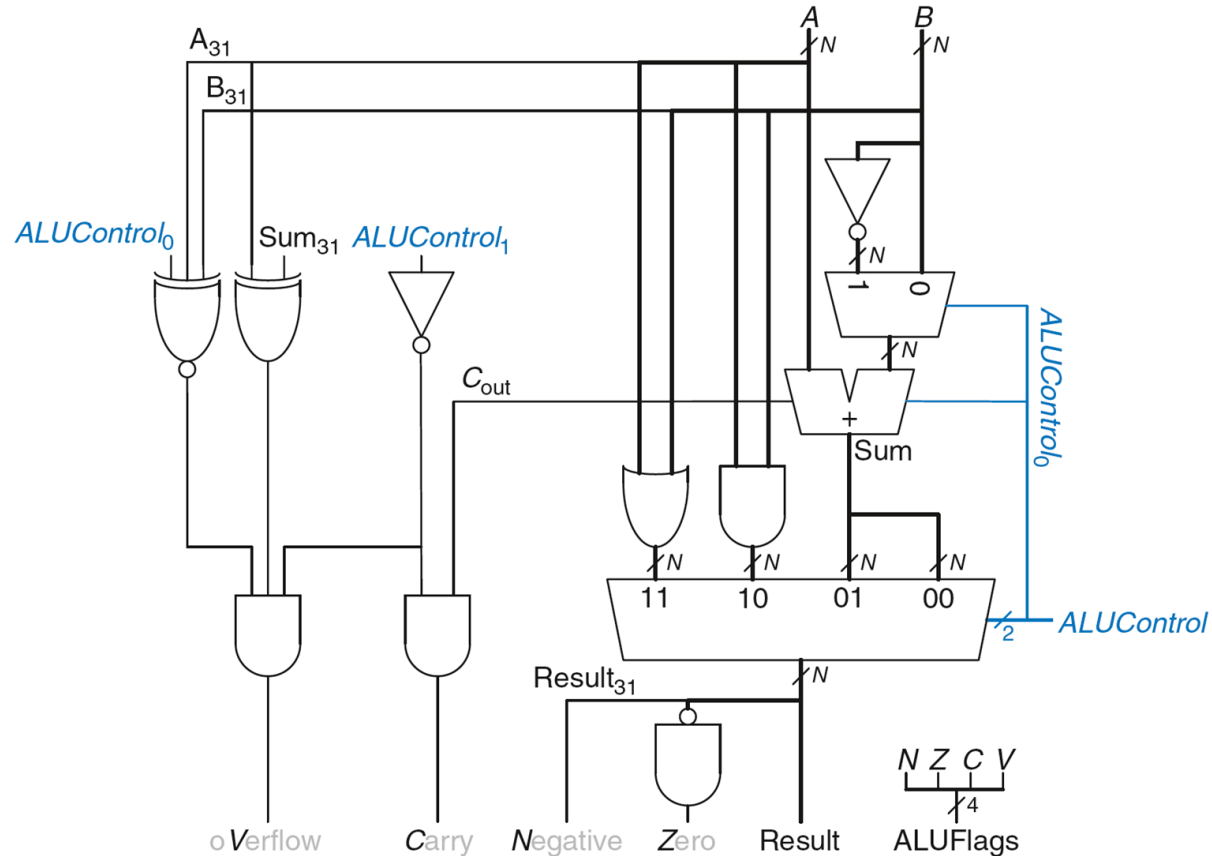 A B
N N
A31
B31
ALUControl0 Sum31 ALUControl1
N
1 0
ALUControl0
N
Cout
+
Sum
N N N N
11 10 01 00
2 ALUControl
Result31 N
N Z C V
4
oVerflow Carry Negative Zero Result ALUFlags